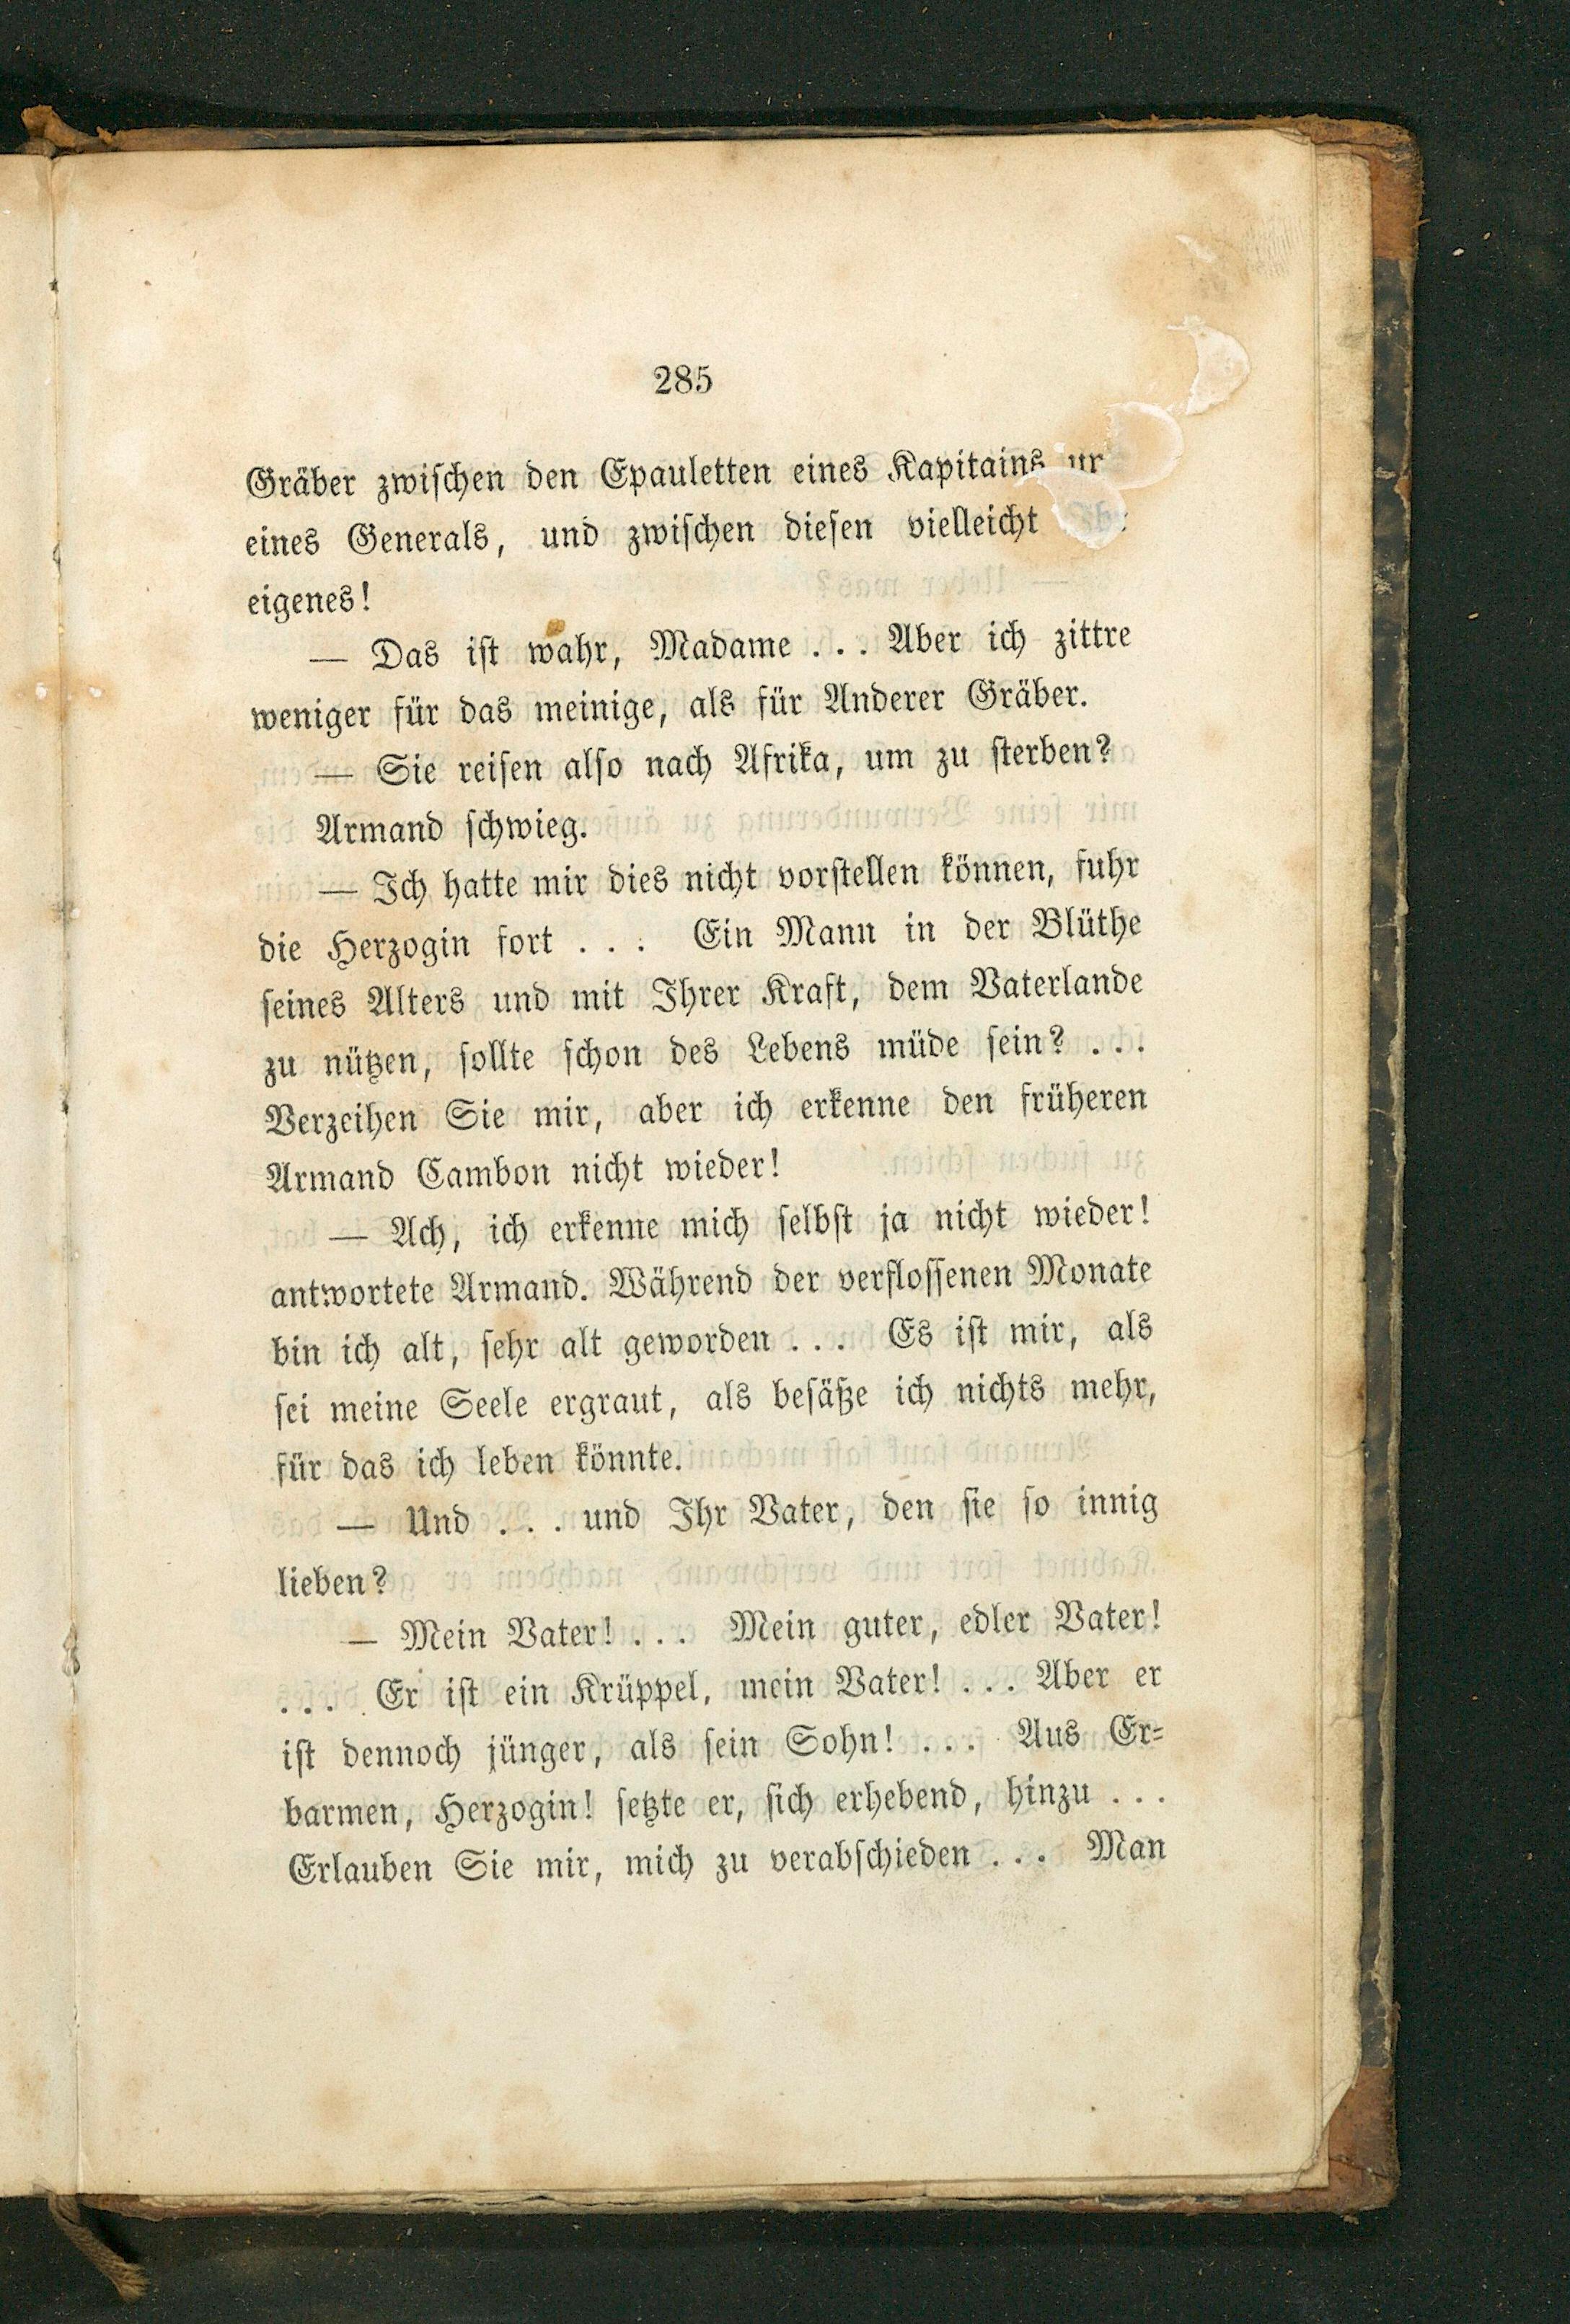 285
Gräber zwischen den Epauletten eines Kapitains
eines Generals, und zwischen diesen vielleicht
eigenes!
— Das ist wahr, Madame . . . Aber ich zittre
weniger für das meinige, als für Anderer Gräber.
— Sie reisen also nach Afrika, um zu sterben?
Armand schwieg.
— Ich hatte mir dies nicht vorstellen können, fuhr
die Herzogin fort . . . Ein Mann in der Blüthe
seines Alters und mit Ihrer Kraft, dem Vaterlande
zu nützen, sollte schon des Lebens müde sein? . . .
Verzeihen Sie mir, aber ich erkenne den früheren
Armand Cambon nicht wieder!
— Ach, ich erkenne mich selbst ja nicht wieder!
antwortete Armand. Während der verflossenen Monate
bin ich alt, sehr alt geworden . . . Es ist mir, als
sei meine Seele ergraut, als besäße ich nichts mehr,
für das ich leben könnte.
— Und . . . und Ihr Vater, den sie so innig
lieben?
— Mein Vater! . . . Mein guter, edler Vater!
. . . Er ist ein Krüppel, mein Vater! . . . Aber er
ist dennoch jünger, als sein Sohn! . . . Aus Er-
barmen, Herzogin! setzte er, sich erhebend, hinzu . . .
Erlauben Sie mir, mich zu verabschieden . . . Man